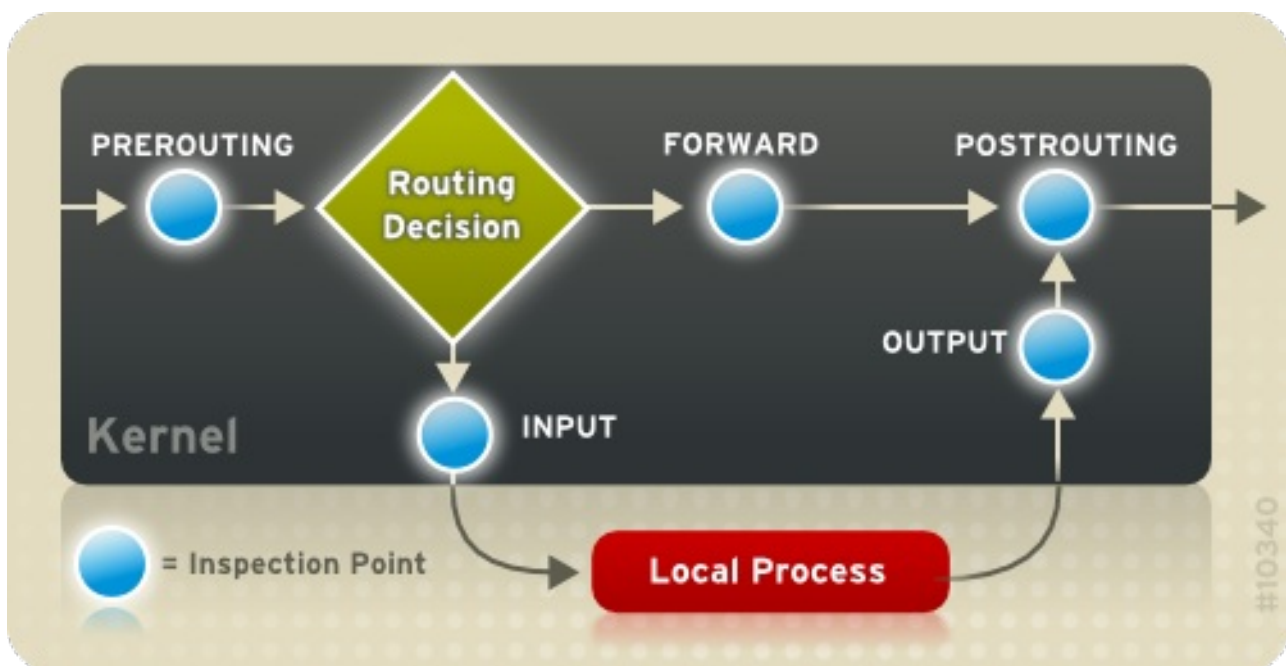 PREROUTING
Routing
Decision
FORWARD
POSTROUTING
OUTPUT
INPUT
Kernel
= Inspection Point
Local Process
#10340